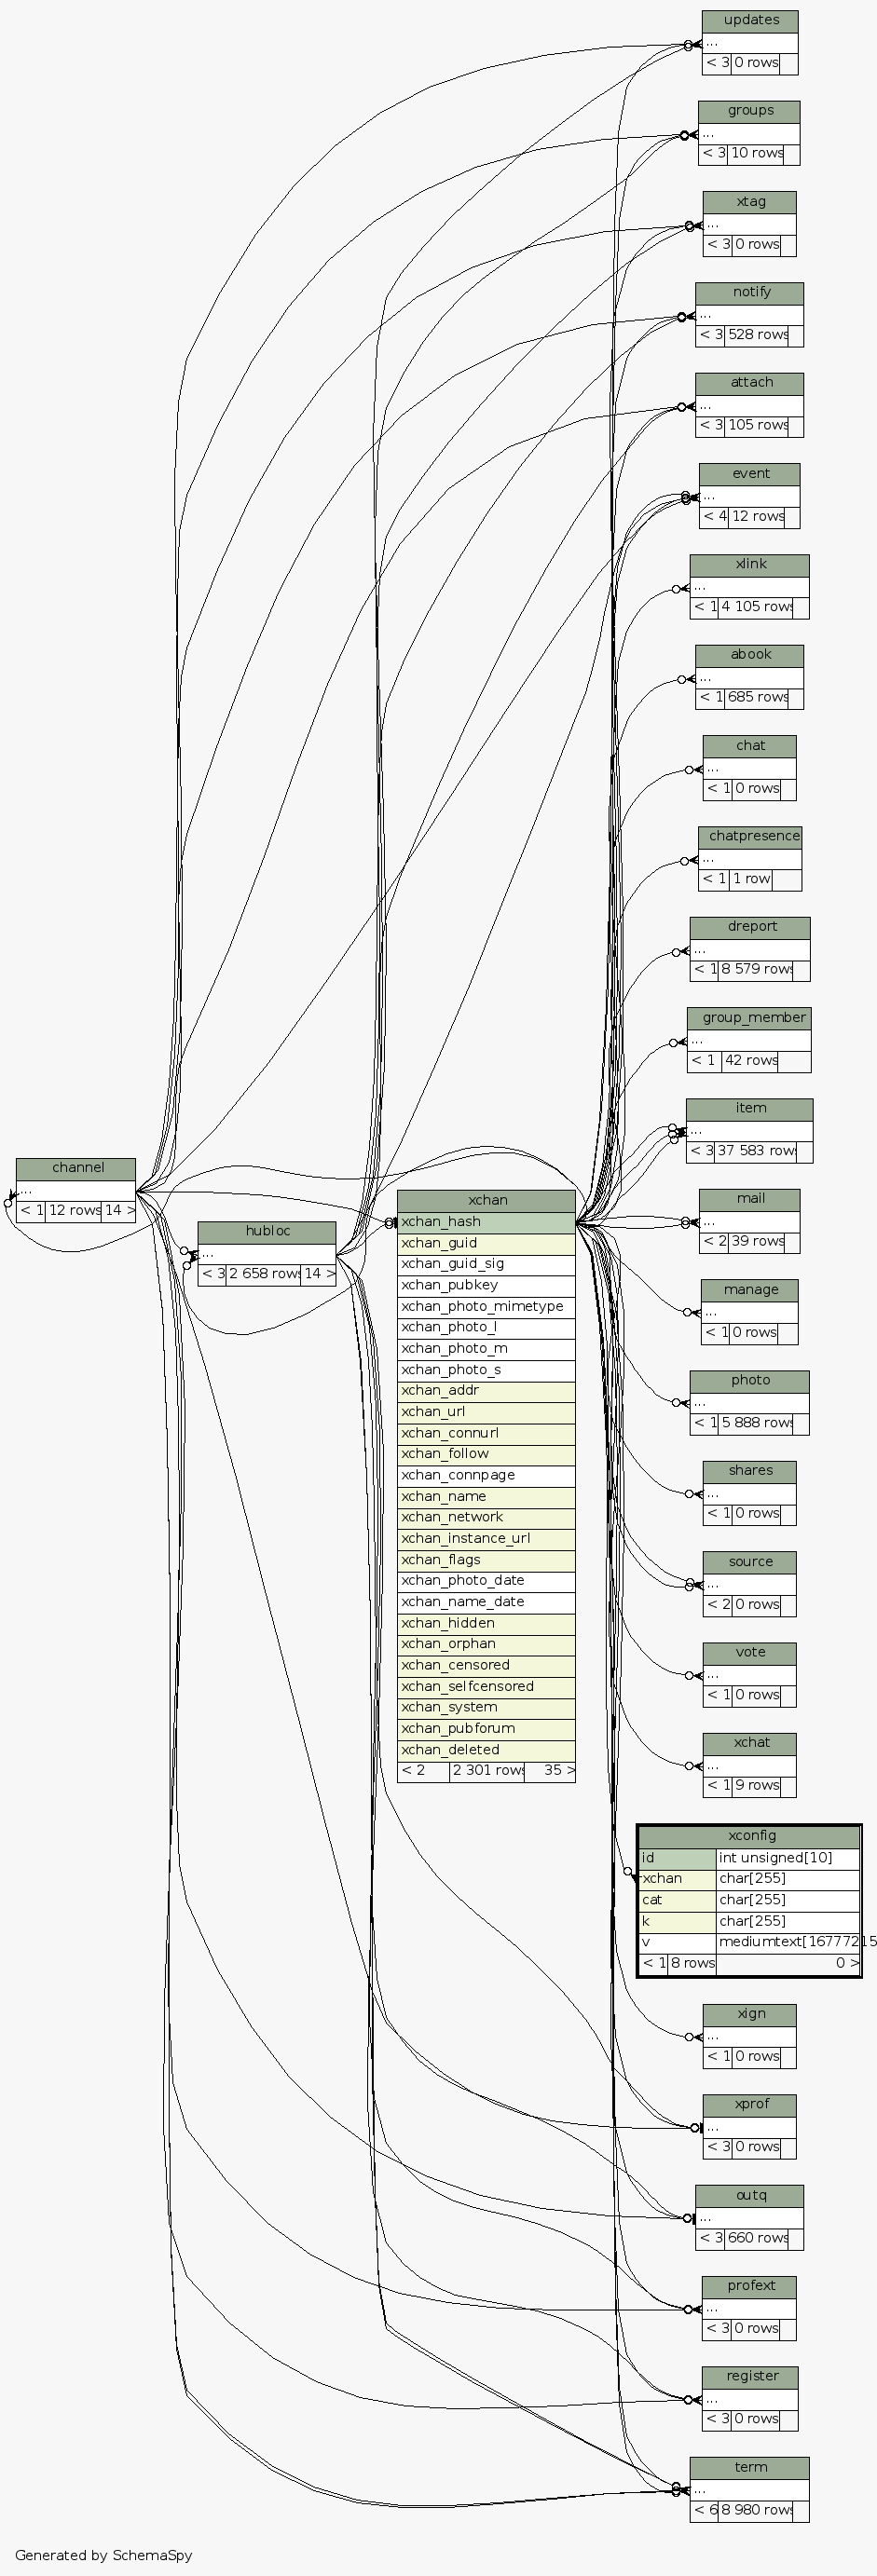 updates
...
< 3 0 rows
groups
...
< 3 10 rows
xtag
...
< 3 0 rows
notify
...
< 3 528 rows
attach
...
< 3 105 rows
event
...
< 4 12 rows
xlink
...
< 1 4 105 rows
abook
...
< 1 685 rows
chat
...
< 1 0 rows
chatpresence
...
< 1 1 row
dreport
...
< 1 8 579 rows
group_member
...
< 1 42 rows
item
...
< 3 37 583 rows
channel
...
< 1 12 rows 14 >
hubloc
...
< 3 2 658 rows 14 >
xchan
xchan_hash
xchan_guid
xchan_guid_sig
xchan_pubkey
xchan_photo_mimetype
xchan_photo_l
xchan_photo_m
xchan_photo_s
xchan_addr
xchan_url
xchan_connurl
xchan_follow
xchan_connpage
xchan_name
xchan_network
xchan_instance_url
xchan_flags
xchan_photo_date
xchan_name_date
xchan_hidden
xchan_orphan
xchan_censored
xchan_selfcensored
xchan_system
xchan_pubforum
xchan_deleted
< 2 2 301 rows 35 >
mail
...
< 2 39 rows
manage
...
< 1 0 rows
photo
...
< 1 5 888 rows
shares
...
< 1 0 rows
source
...
< 2 0 rows
vote
...
< 1 0 rows
xchat
...
< 1 9 rows
xconfig
id int unsigned[10]
xchan char[255]
cat char[255]
k char[255]
v mediumtext[16777215
< 1 8 rows 0 >
xign
...
< 1 0 rows
xprof
...
< 3 0 rows
outq
...
< 3 660 rows
profext
...
< 3 0 rows
register
...
< 3 0 rows
term
...
< 6 8 980 rows
Generated by SchemaSpy